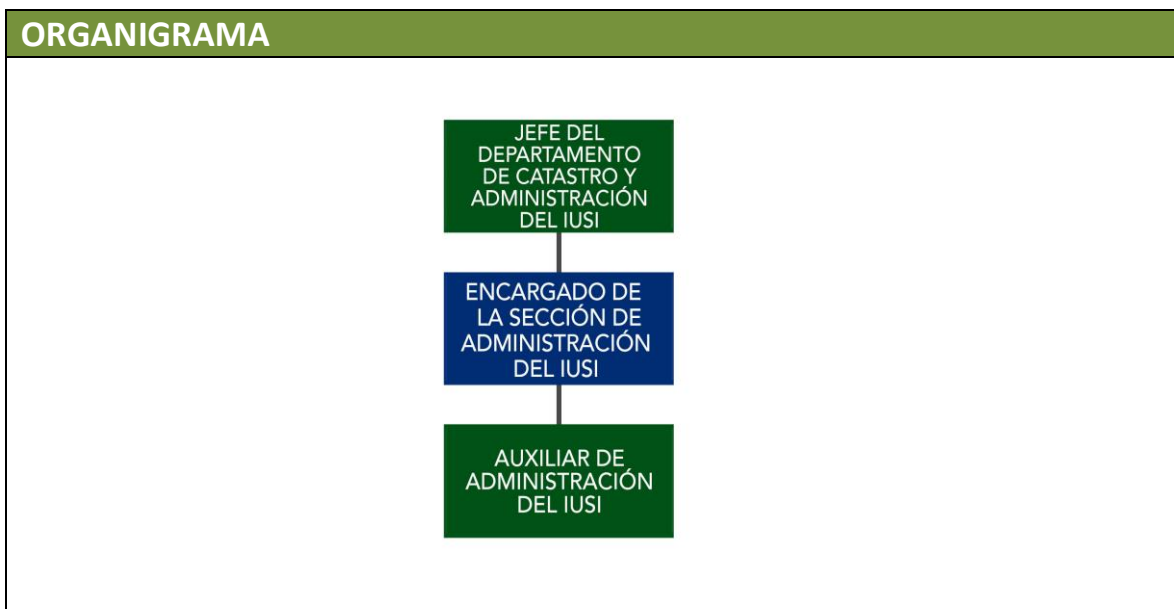 ORGANIGRAMA
JEFE DEL
DEPARTAMENTO
DE CATASTRO Y
ADMINISTRACIÓN
DEL IUSI
ENCARGADO DE
LA SECCIÓN DE
ADMINISTRACIÓN
DEL IUSI
AUXILIAR DE
ADMINISTRACIÓN
DEL IUSI